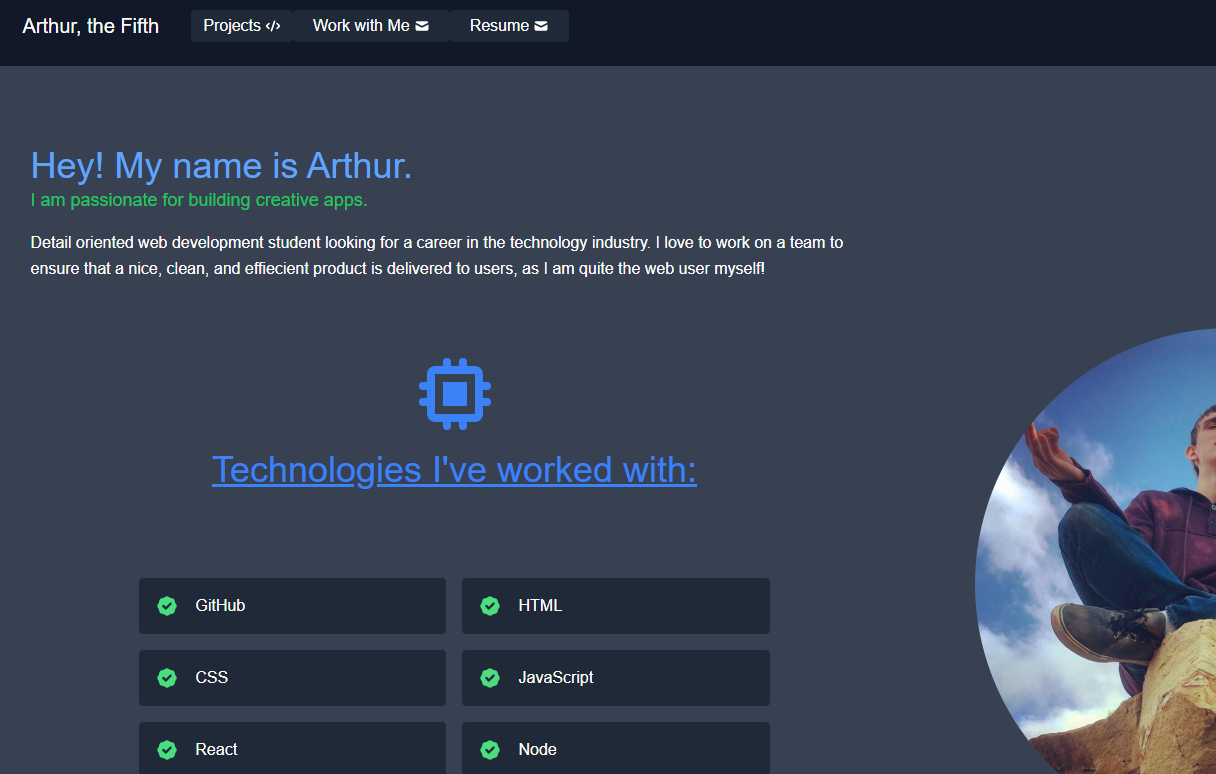 Arthur, the Fifth
Projects </>
Work with Me
Resume
Hey! My name is Arthur.
I am passionate for building creative apps.
Detail oriented web development student looking for a career in the technology industry. I love to work on a team to
ensure that a nice, clean, and effiecient product is delivered to users, as I am quite the web user myself!
Technologies I've worked with:
GitHub
HTML
CSS
JavaScript
React
Node